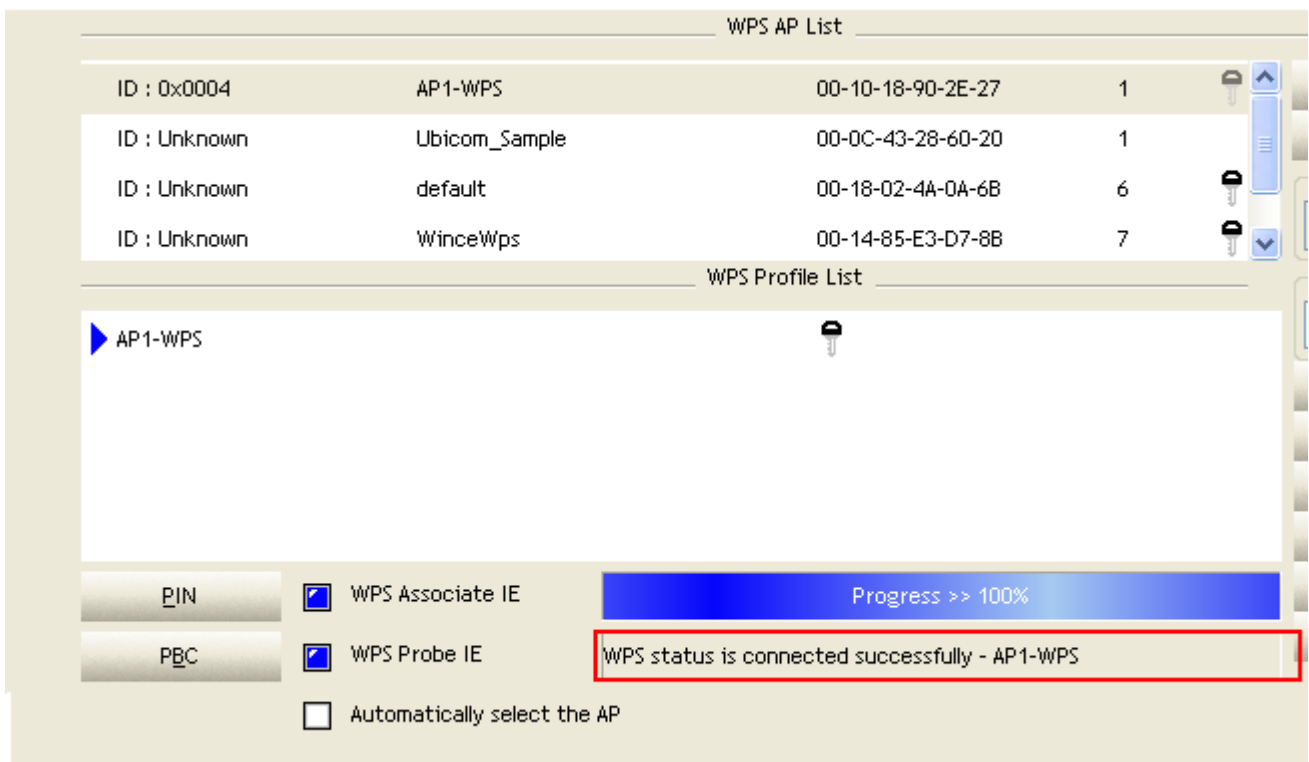 WPS AP List
ID : 0x0004 AP1-WPS 00-10-18-90-2E-27 1
ID : Unknown Ubicom_Sample 00-0C-43-28-60-20 1
ID : Unknown default 00-18-02-4A-0A-6B 6
ID : Unknown WinceWps 00-14-85-E3-D7-8B 7
WPS Profile List
AP1-WPS
PIN WPS Associate IE Progress >> 100%
PBC WPS Probe IE WPS status is connected successfully - AP1-WPS
Automatically select the AP